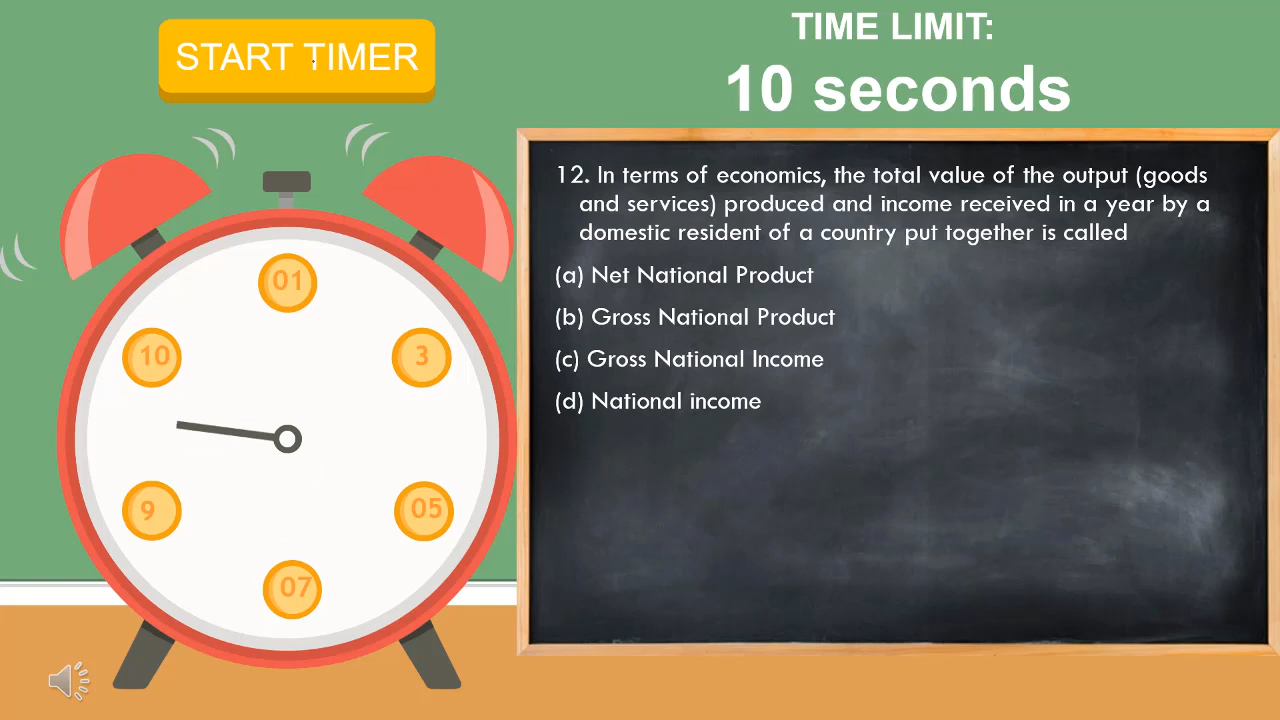 START TIMER
TIME LIMIT:
10 seconds
01
10
3
9
05
07
12. In terms of economics, the total value of the output (goods
and services) produced and income received in a year by a
domestic resident of a country put together is called
(a) Net National Product
(b) Gross National Product
(c) Gross National Income
(d) National income